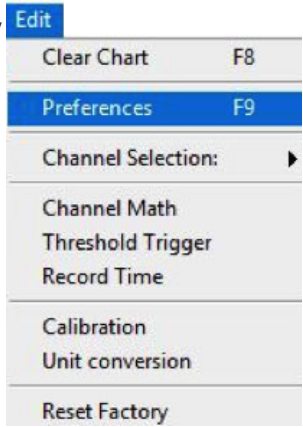 Edit
Clear Chart F8
Preferences F9
Channel Selection:
Channel Math
Threshold Trigger
Record Time
Calibration
Unit conversion
Reset Factory